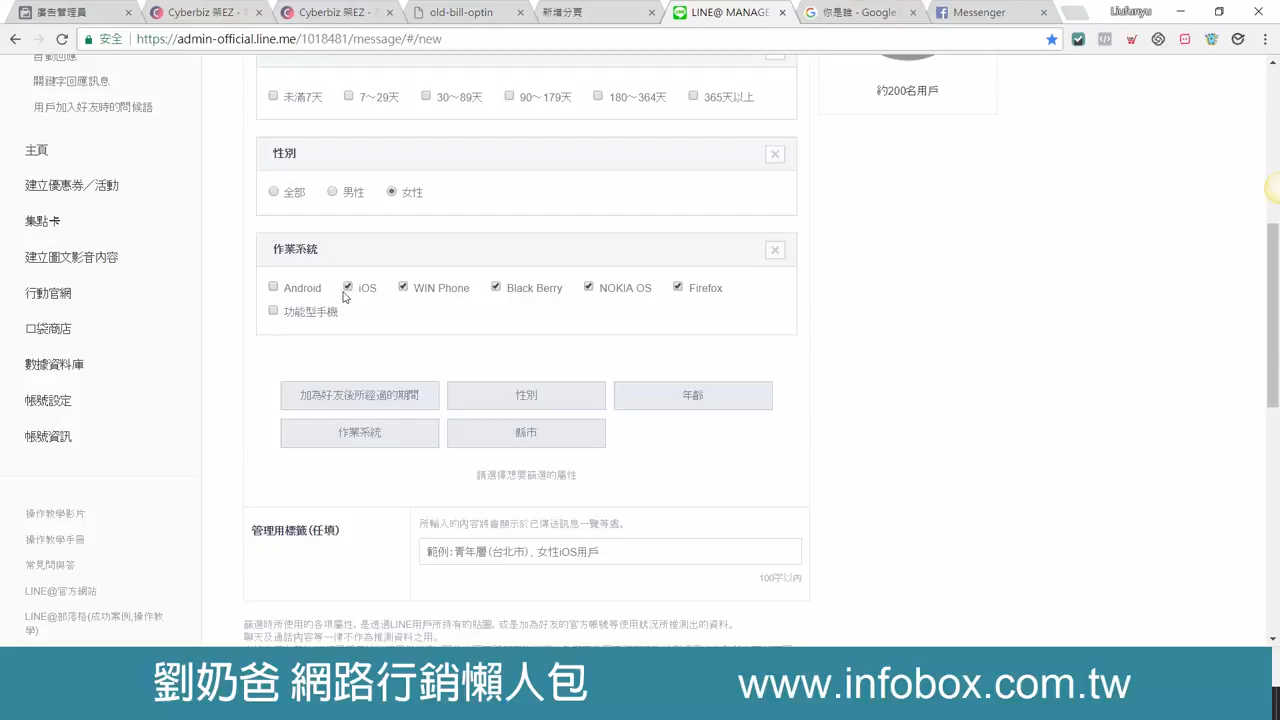 廣告管理員
Cyberbiz 架EZ -
Cyberbiz 架EZ -
old-bill-optin
新增分頁
LINE@ MANAG
你是誰 - Google
Messenger
Liufunyu
安全
https://admin-official.line.me/1018481/message/#/new
自動回應
關鍵字回應訊息
用戶加入好友時的問候語
主頁
建立優惠券/活動
集點卡
建立圖文影音內容
行動官網
口袋商店
數據資料庫
帳號設定
帳號資訊
操作教學影片
操作教學手冊
常見問與答
LINE@官方網站
LINE@部落格(成功案例,操作教
學)
未滿7天
7～29天
30～89天
90～179天
180～364天
365天以上
約200名用戶
性別
全部
男性
女性
作業系統
Android
iOS
WIN Phone
Black Berry
NOKIA OS
Firefox
功能型手機
加為好友後所經過的期間
性別
年齡
作業系統
縣市
請選擇想要篩選的屬性
管理用標籤(任填)
所輸入的內容將會顯示於已傳送訊息一覽等處。
範例：青年層(台北市)、女性iOS用戶
100字以內
篩選時所使用的各項屬性，是透過LINE用戶所持有的貼圖，或是加為好友的官方帳號等使用狀況所推測出的資料。
聊天及通話內容等一律不作為推測資料之用。
劉奶爸 網路行銷懶人包
www.infobox.com.tw